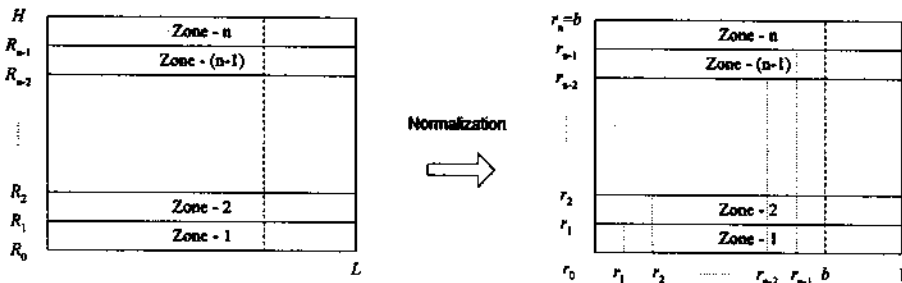 H
Zone - n
R_{n-1}
Zone - (n-1)
R_{n-2}
R_2
Zone - 2
R_1
Zone - 1
R_0
L
Normalization
r_n=b
Zone - n
r_{n-1}
Zone - (n-1)
r_{n-2}
r_2
Zone - 2
r_1
Zone - 1
r_0 r_1 r_2 ........ r_{n-2} r_{n-1} b 1